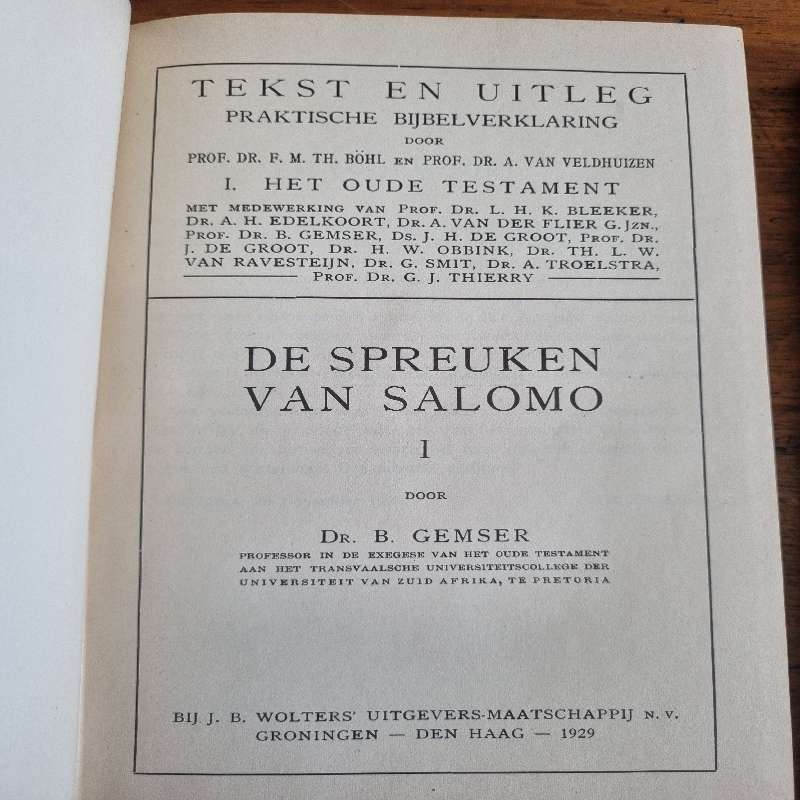 TEKST EN UITLEG
PRAKTISCHE BIJBELVERKLARING
DOOR
PROF. DR. F. M. TH. BÖHL EN PROF. DR. A. VAN VELDHUIZEN
I. HET OUDE TESTAMENT
MET MEDEWERKING VAN PROF. DR. L. H. K. BLEEKER,
DR. A. H. EDELKOORT, DR. A. VAN DER FLIER G. JZN.,
PROF. DR. B. GEMSER, DS. J. H. DE GROOT, PROF. DR.
J. DE GROOT, DR. H. W. OBBINK, DR. TH. L. W.
VAN RAVESTEIJN, DR. G. SMIT, DR. A. TROELSTRA,
PROF. DR. G. J. THIERRY
DE SPREUKEN
VAN SALOMO
1
DOOR
DR. B. GEMSER
PROFESSOR IN DE EXEGESE VAN HET OUDE TESTAMENT
AAN HET TRANSVAALSCHE UNIVERSITEITSCOLLEGE DER
UNIVERSITEIT VAN ZUID AFRIKA, TE PRETORIA
BIJ J. B. WOLTERS' UITGEVERS-MAATSCHAPPIJ N. V.
GRONINGEN — DEN HAAG — 1929